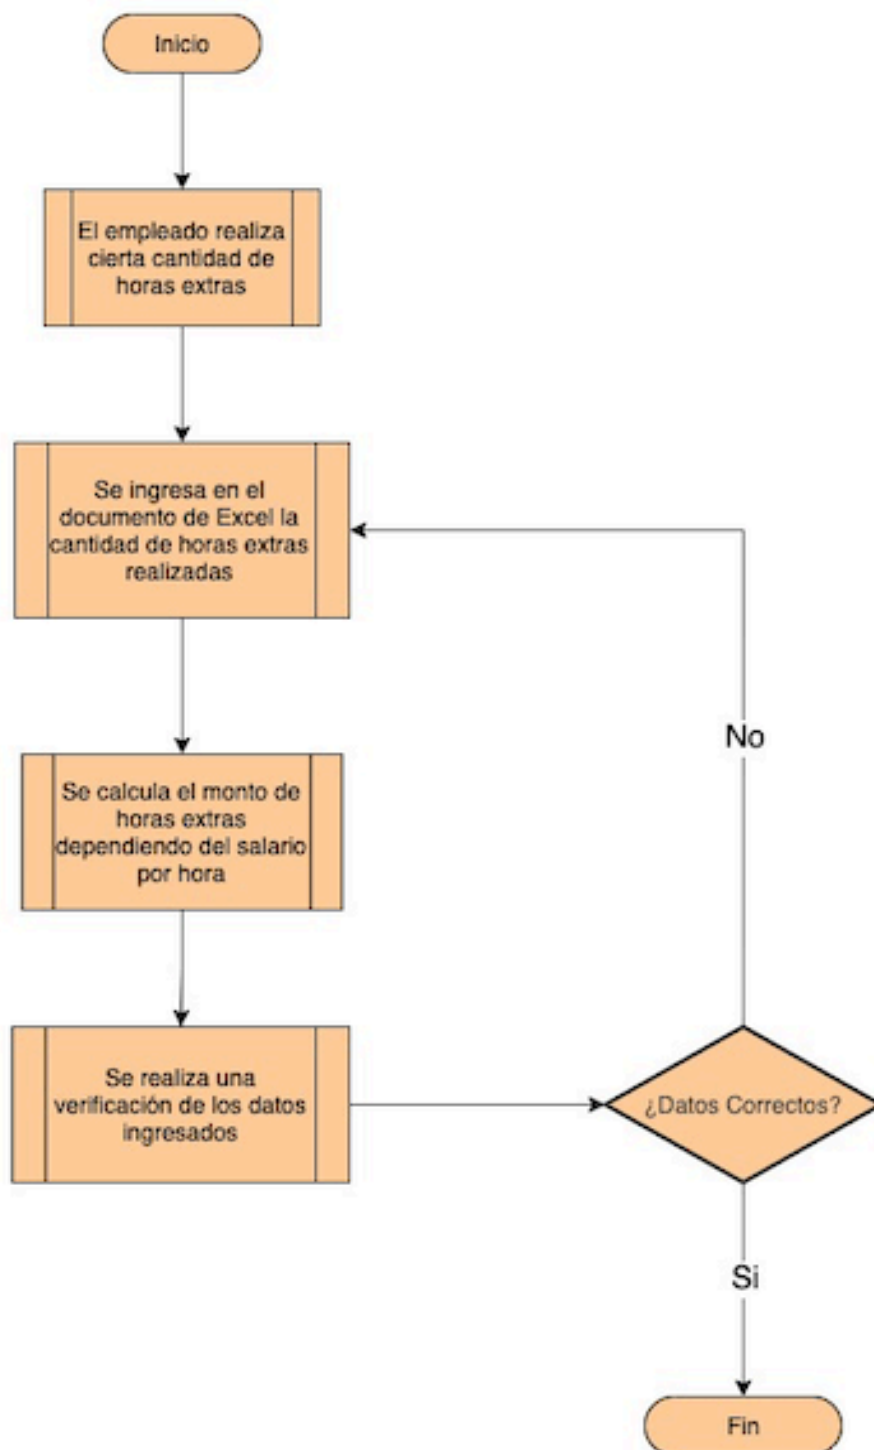 Inicio
El empleado realiza
cierta cantidad de
horas extras
Se ingresa en el
documento de Excel la
cantidad de horas extras
realizadas
Se calcula el monto de
horas extras
dependiendo del salario
por hora
Se realiza una
verificación de los datos
ingresados
¿Datos Correctos?
No
Si
Fin